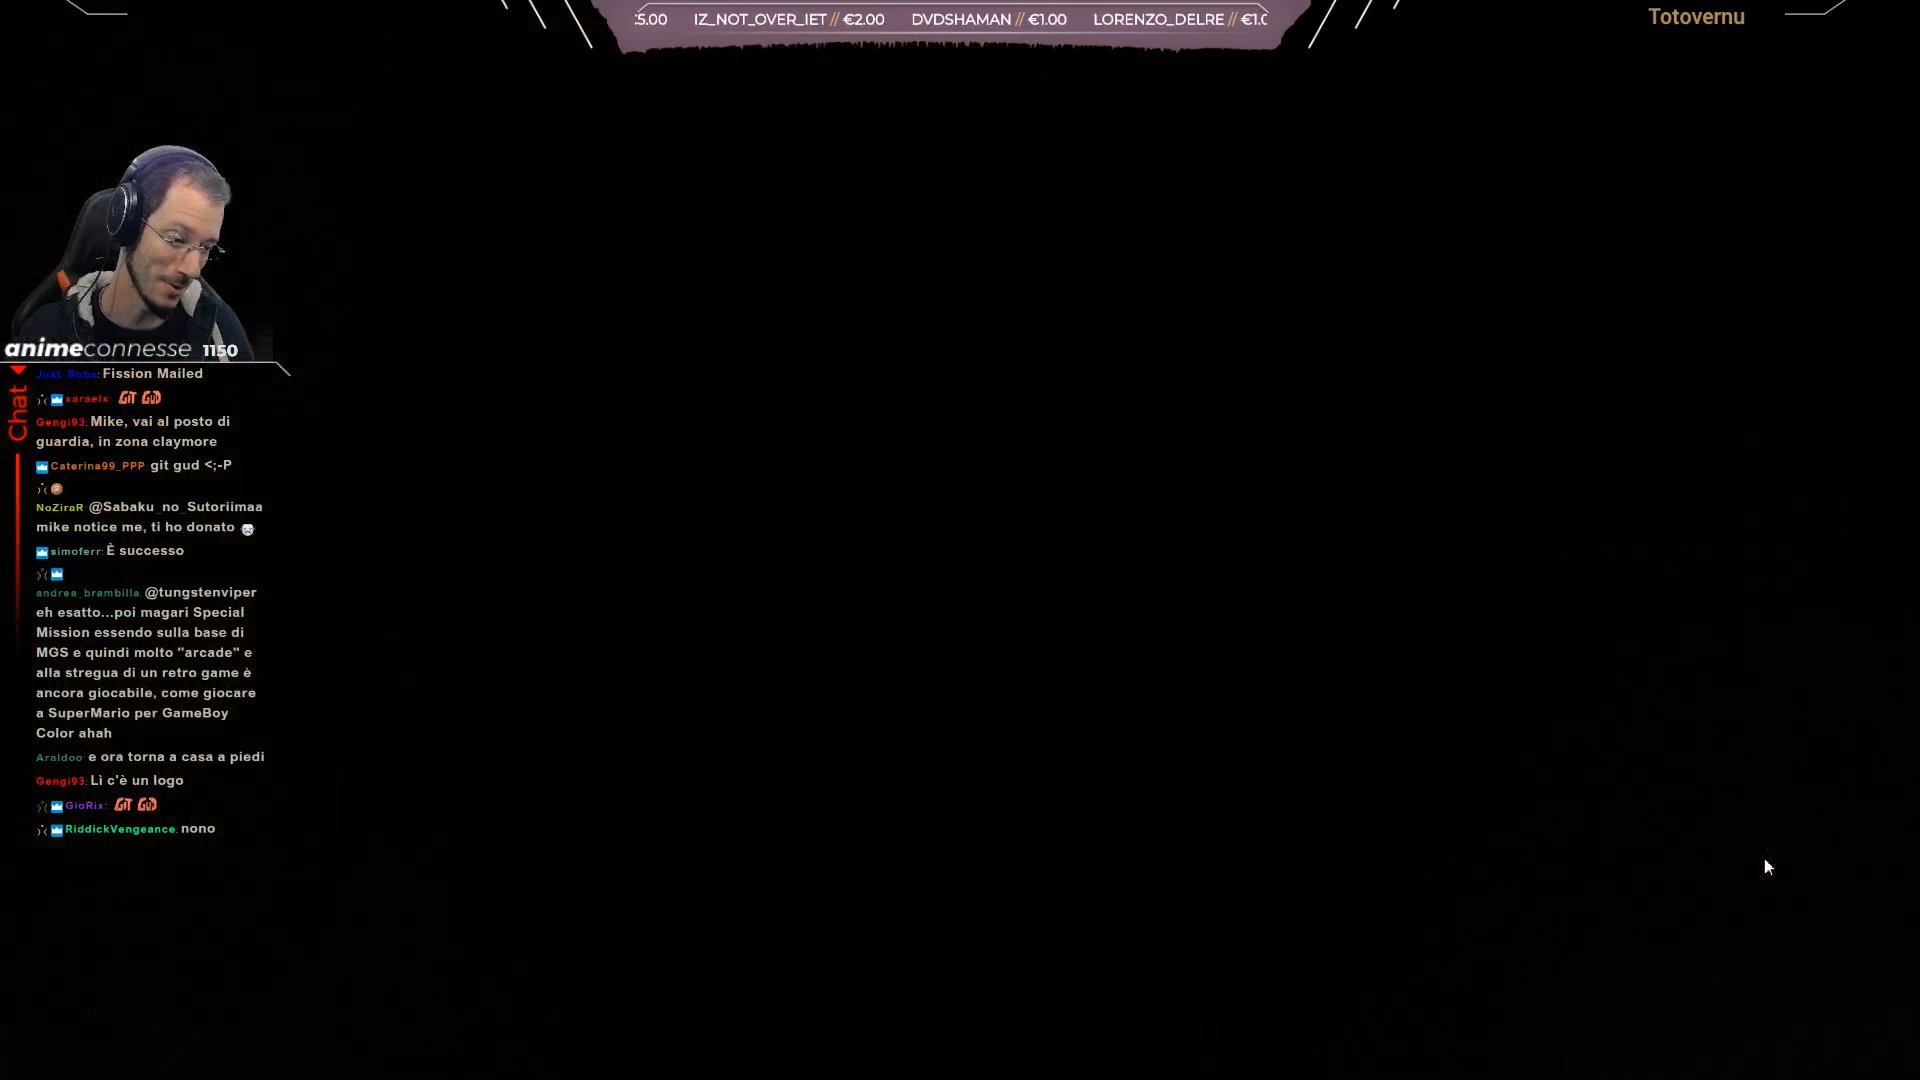 5.00 IZ_NOT_OVER_IET // €2.00 DVDSHAMAN // €1.00 LORENZO_DELRE // €1.0
Totovernu
animeconnesse 1150
Chat
Just_Robs: Fission Mailed
xaraelx: GIT GUD
Gengi93: Mike, vai al posto di
guardia, in zona claymore
Caterina99_PPP: git gud <;-P
NoZiraR: @Sabaku_no_Sutoriimaa
mike notice me, ti ho donato
simoferr: È successo
andrea_brambilla: @tungstenviper
eh esatto...poi magari Special
Mission essendo sulla base di
MGS e quindi molto "arcade" e
alla stregua di un retro game è
ancora giocabile, come giocare
a SuperMario per GameBoy
Color ahah
Araldoo: e ora torna a casa a piedi
Gengi93: Lì c'è un logo
GioRix: GIT GUD
RiddickVengeance: nono